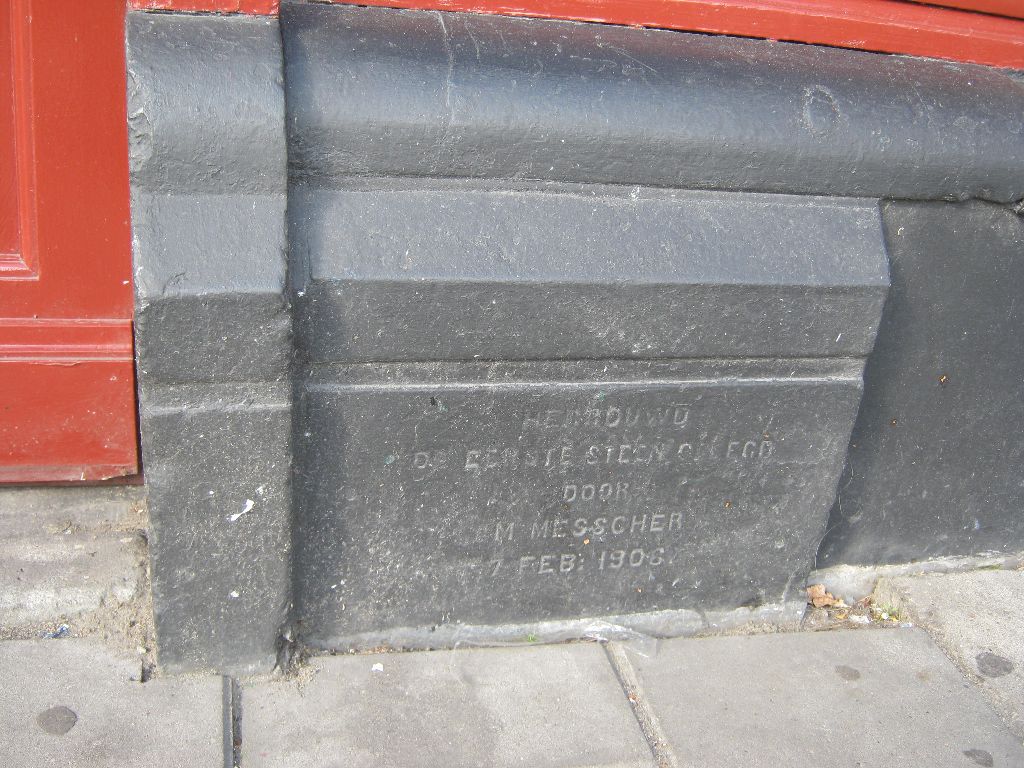 HERBOUWD
DE EERSTE STEEN GELEGD
DOOR
M MESSCHER
7 FEB: 1906.